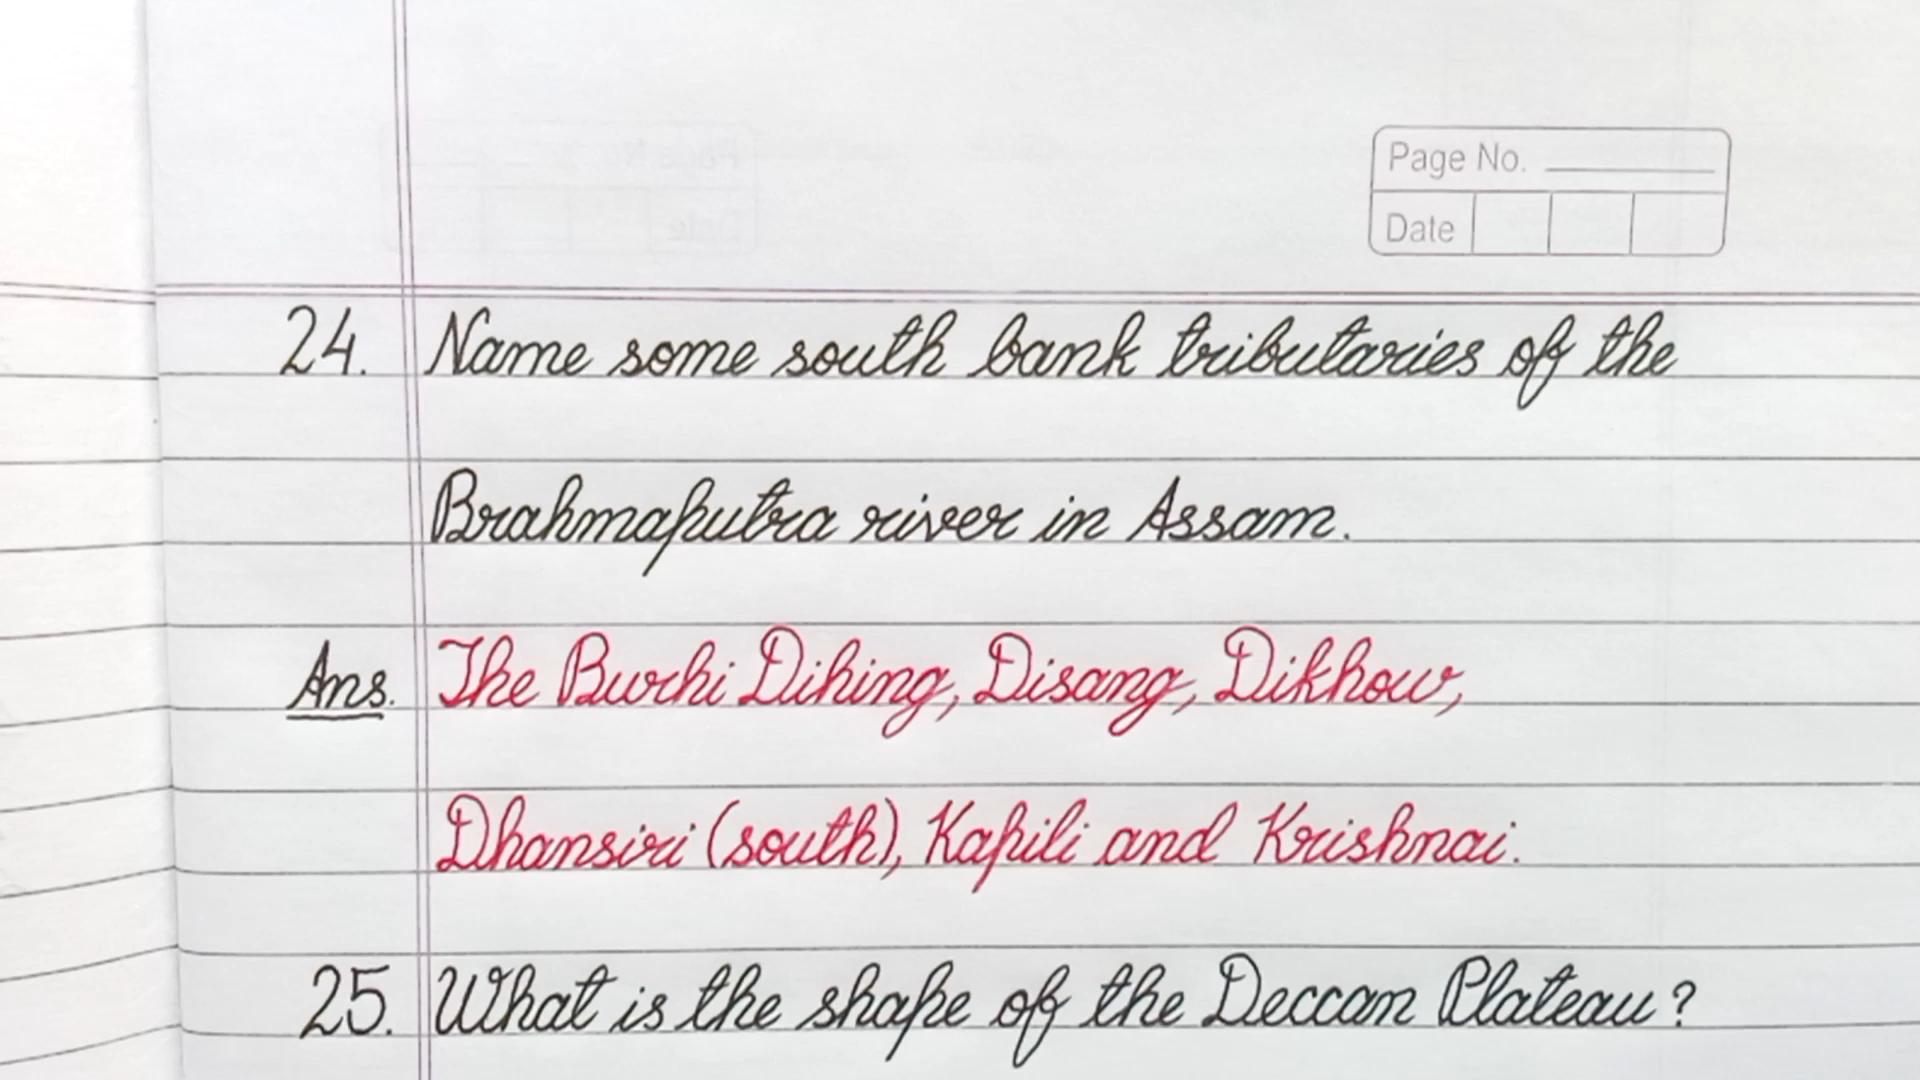 Page No.
Date
24. Name some south bank tributaries of the
Brahmaputra river in Assam.
Ans. The Burhi Dihing, Disang, Dikhow,
Dhansiri (south), Kapili and Krishnai.
25. What is the shape of the Deccan Plateau?